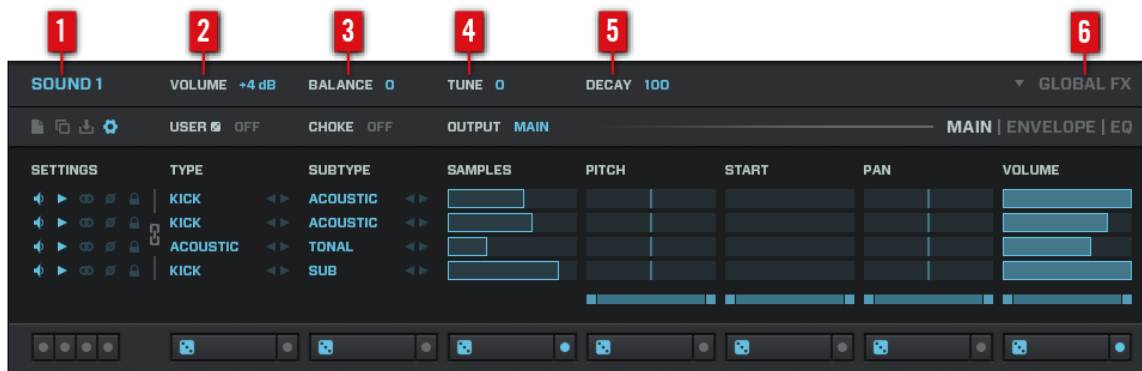 1 2 3 4 5 6
SOUND 1 VOLUME +4 dB BALANCE 0 TUNE 0 DECAY 100 GLOBAL FX
USER OFF CHOKE OFF OUTPUT MAIN MAIN | ENVELOPE | EQ
SETTINGS TYPE SUBTYPE SAMPLES PITCH START PAN VOLUME
KICK ACOUSTIC
KICK ACOUSTIC
ACOUSTIC TONAL
KICK SUB